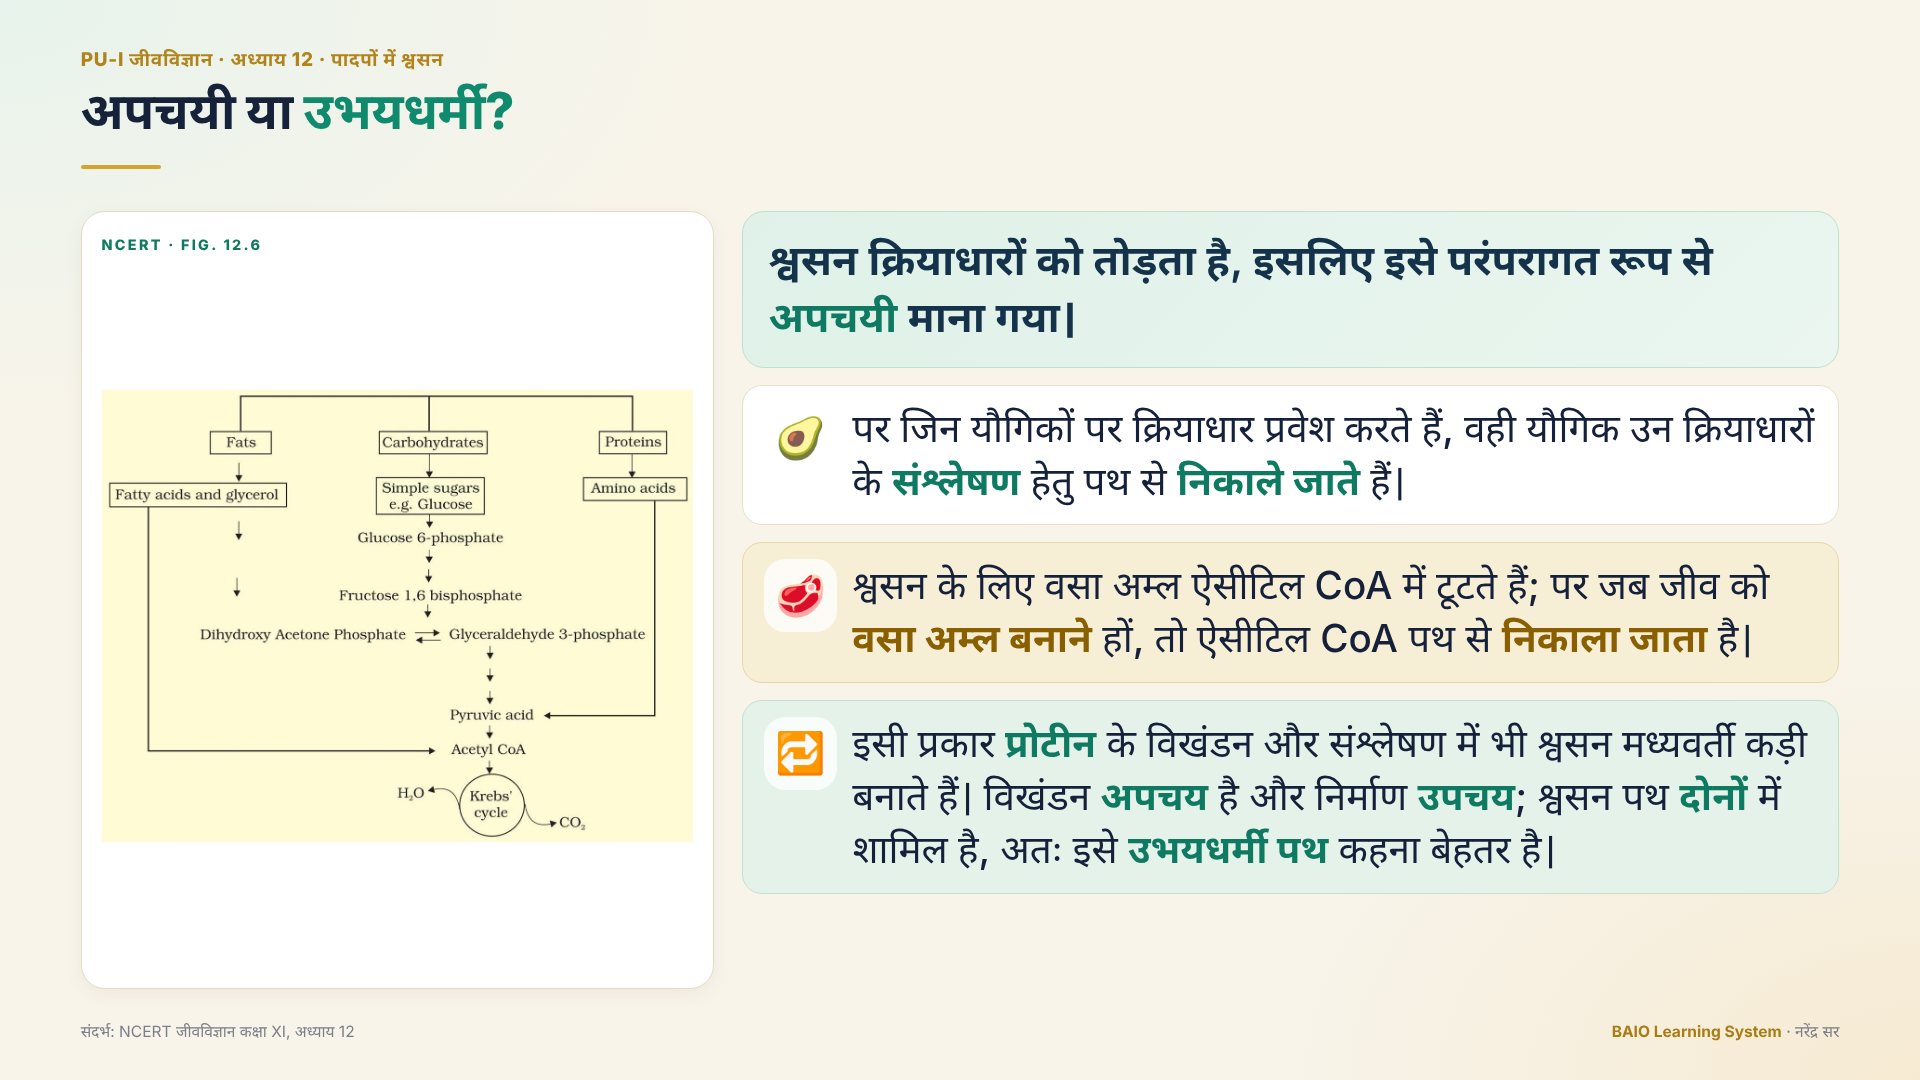 PU-I जीवविज्ञान · अध्याय 12 · पादपों में श्वसन
अपचयी या उभयधर्मी?
NCERT · FIG. 12.6
Fats
Carbohydrates
Proteins
Fatty acids and glycerol
Simple sugars
e.g. Glucose
Amino acids
Glucose 6-phosphate
Fructose 1,6 bisphosphate
Dihydroxy Acetone Phosphate
Glyceraldehyde 3-phosphate
Pyruvic acid
Acetyl CoA
H₂O
Krebs'
cycle
CO₂
श्वसन क्रियाधारों को तोड़ता है, इसलिए इसे परंपरागत रूप से
अपचयी माना गया|
पर जिन यौगिकों पर क्रियाधार प्रवेश करते हैं, वही यौगिक उन क्रियाधारों
के संश्लेषण हेतु पथ से निकाले जाते हैं|
श्वसन के लिए वसा अम्ल ऐसीटिल CoA में टूटते हैं; पर जब जीव को
वसा अम्ल बनाने हों, तो ऐसीटिल CoA पथ से निकाला जाता है|
इसी प्रकार प्रोटीन के विखंडन और संश्लेषण में भी श्वसन मध्यवर्ती कड़ी
बनाते हैं| विखंडन अपचय है और निर्माण उपचय; श्वसन पथ दोनों में
शामिल है, अतः इसे उभयधर्मी पथ कहना बेहतर है|
संदर्भ: NCERT जीवविज्ञान कक्षा XI, अध्याय 12
BAIO Learning System · नरेंद्र सर